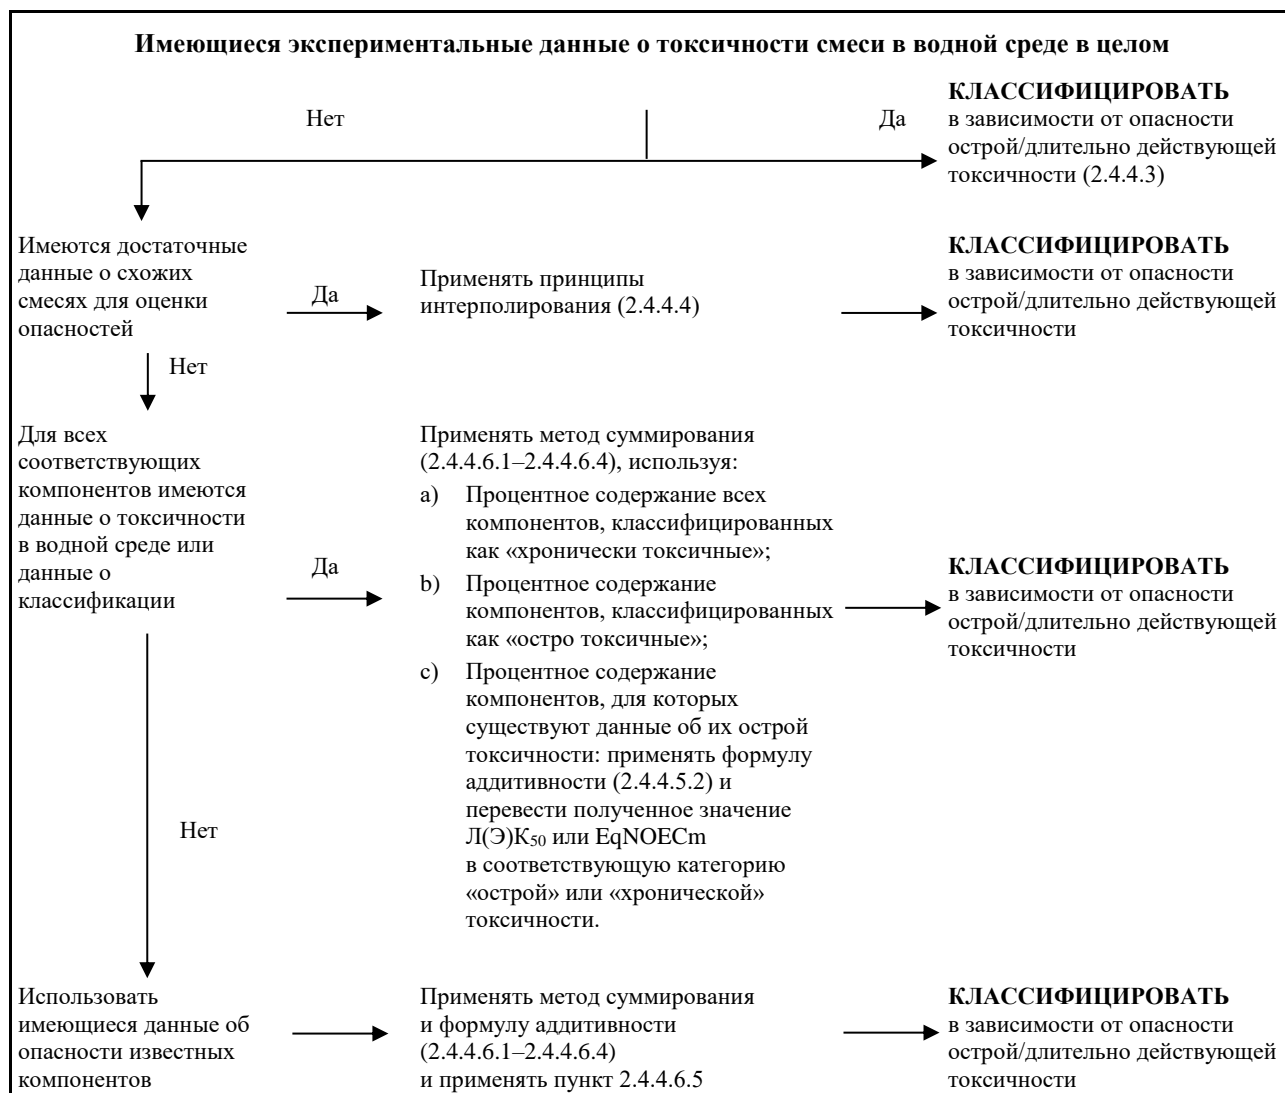 Имеющиеся экспериментальные данные о токсичности смеси в водной среде в целом
Нет
Да
КЛАССИФИЦИРОВАТЬ
в зависимости от опасности
острой/длительно действующей
токсичности (2.4.4.3)
Имеются достаточные
данные о схожих
смесях для оценки
опасностей
Да
Применять принципы
интерполирования (2.4.4.4)
КЛАССИФИЦИРОВАТЬ
в зависимости от опасности
острой/длительно действующей
токсичности
Нет
Для всех
соответствующих
компонентов имеются
данные о токсичности
в водной среде или
данные о
классификации
Да
Применять метод суммирования
(2.4.4.6.1–2.4.4.6.4), используя:
a) Процентное содержание всех
компонентов, классифицированных
как «хронически токсичные»;
b) Процентное содержание
компонентов, классифицированных
как «остро токсичные»;
c) Процентное содержание
компонентов, для которых
существуют данные об их острой
токсичности: применять формулу
аддитивности (2.4.4.5.2) и
перевести полученное значение
Л(Э)К₅₀ или EqNOECm
в соответствующую категорию
«острой» или «хронической»
токсичности.
КЛАССИФИЦИРОВАТЬ
в зависимости от опасности
острой/длительно действующей
токсичности
Нет
Использовать
имеющиеся данные об
опасности известных
компонентов
Применять метод суммирования
и формулу аддитивности
(2.4.4.6.1–2.4.4.6.4)
и применять пункт 2.4.4.6.5
КЛАССИФИЦИРОВАТЬ
в зависимости от опасности
острой/длительно действующей
токсичности